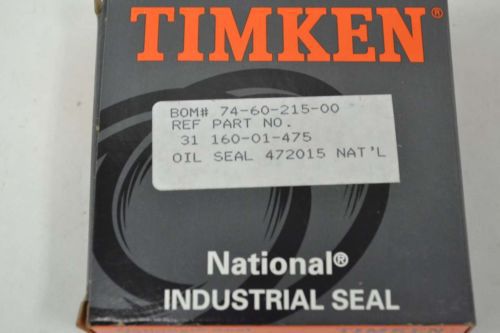 TIMKEN®
BOM# 74-60-215-00
REF PART NO.
31 160-01-475
OIL SEAL 472015 NAT'L
National®
INDUSTRIAL SEAL